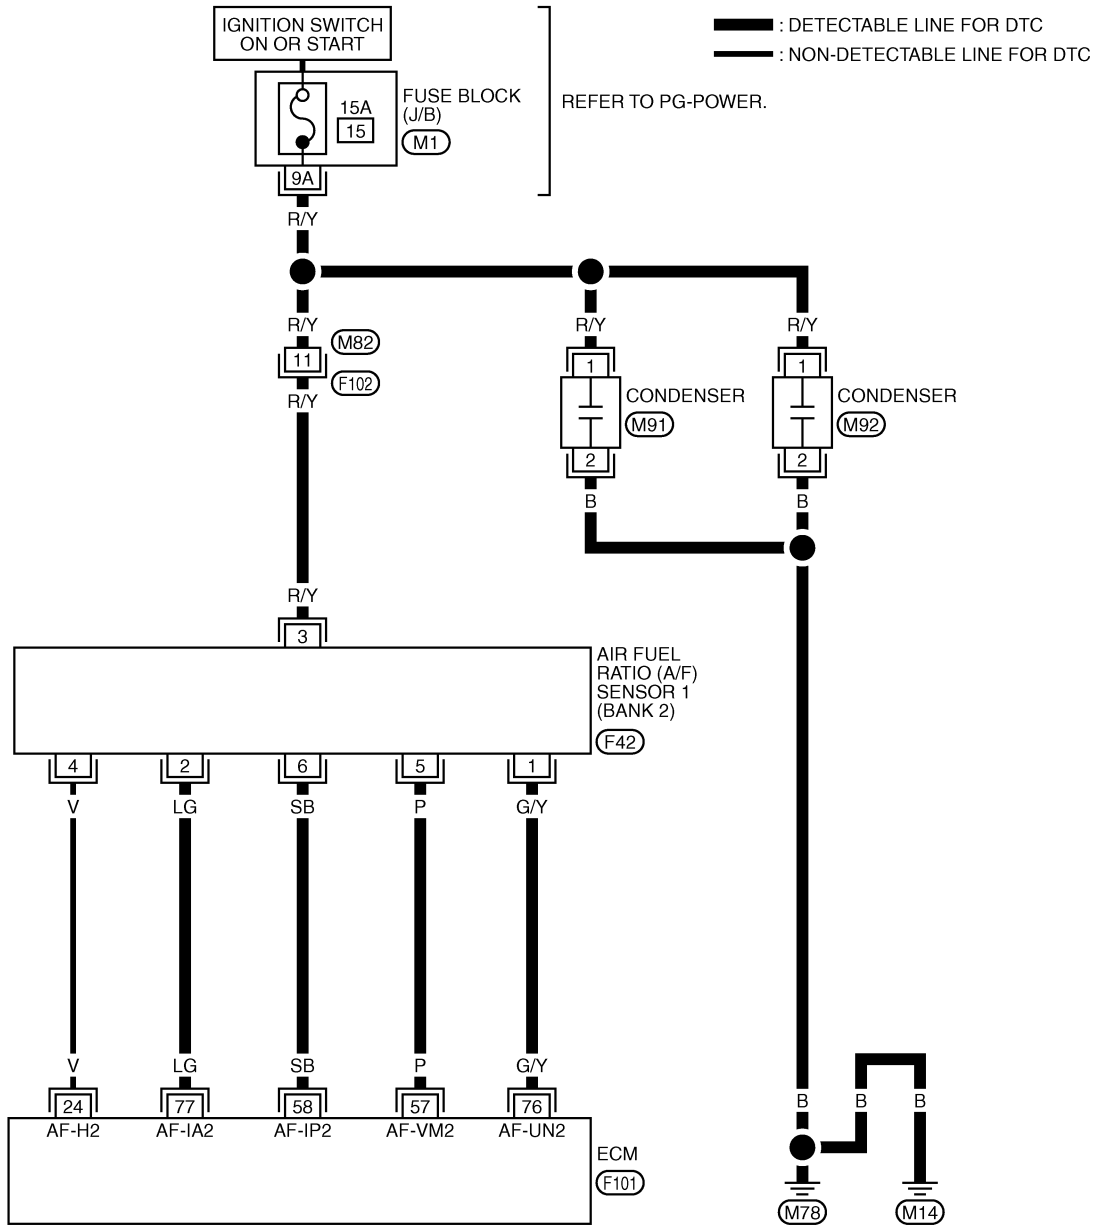 IGNITION SWITCH
ON OR START
: DETECTABLE LINE FOR DTC
: NON-DETECTABLE LINE FOR DTC
15A
15
FUSE BLOCK
(J/B)
M1
REFER TO PG-POWER.
9A
R/Y
R/Y
M82
11
F102
R/Y
R/Y
R/Y
1
1
CONDENSER
M91
CONDENSER
M92
2
2
B
B
R/Y
3
AIR FUEL
RATIO (A/F)
SENSOR 1
(BANK 2)
F42
4
2
6
5
1
V
LG
SB
P
G/Y
V
LG
SB
P
G/Y
24
77
58
57
76
AF-H2
AF-IA2
AF-IP2
AF-VM2
AF-UN2
ECM
F101
B
B
B
M78
M14